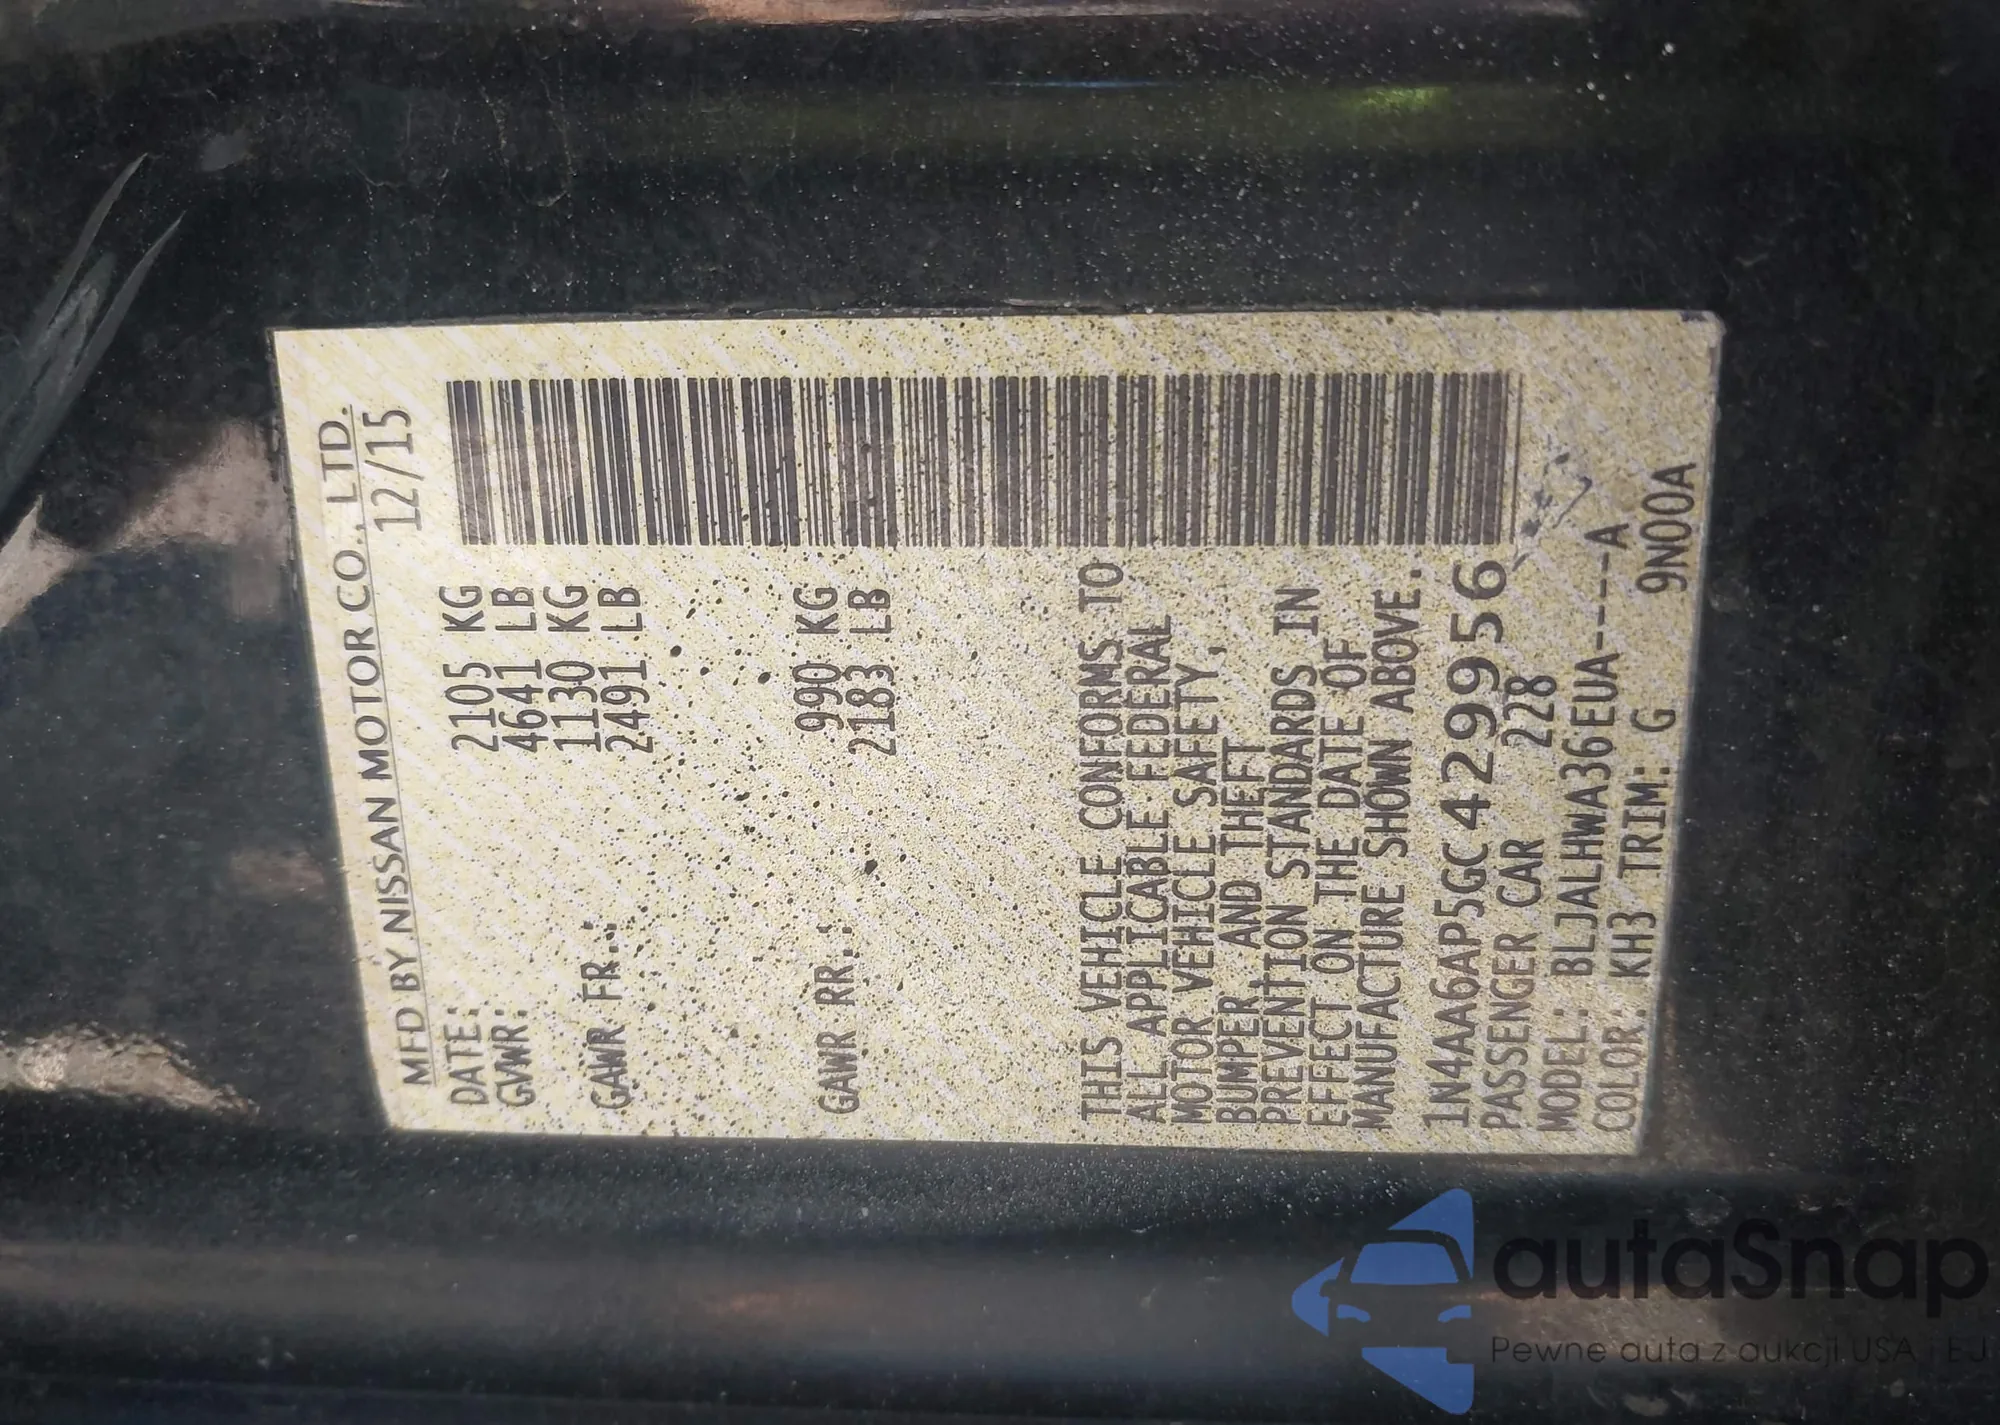 MFD BY NISSAN MOTOR CO., LTD.
DATE: 12/15
GVWR: 2105 KG
4641 LB
GAWR FR.: 1130 KG
2491 LB
GAWR RR.: 990 KG
2183 LB
THIS VEHICLE CONFORMS TO
ALL APPLICABLE FEDERAL
MOTOR VEHICLE SAFETY,
BUMPER, AND THEFT
PREVENTION STANDARDS IN
EFFECT ON THE DATE OF
MANUFACTURE SHOWN ABOVE.
1N4AA6AP5GC429956
PASSENGER CAR 228
MODEL: BLJALHWA36EUA----A
COLOR: KH3 TRIM: G 9N00A
autaSnap
Pewne auta z aukcji USA i EJ